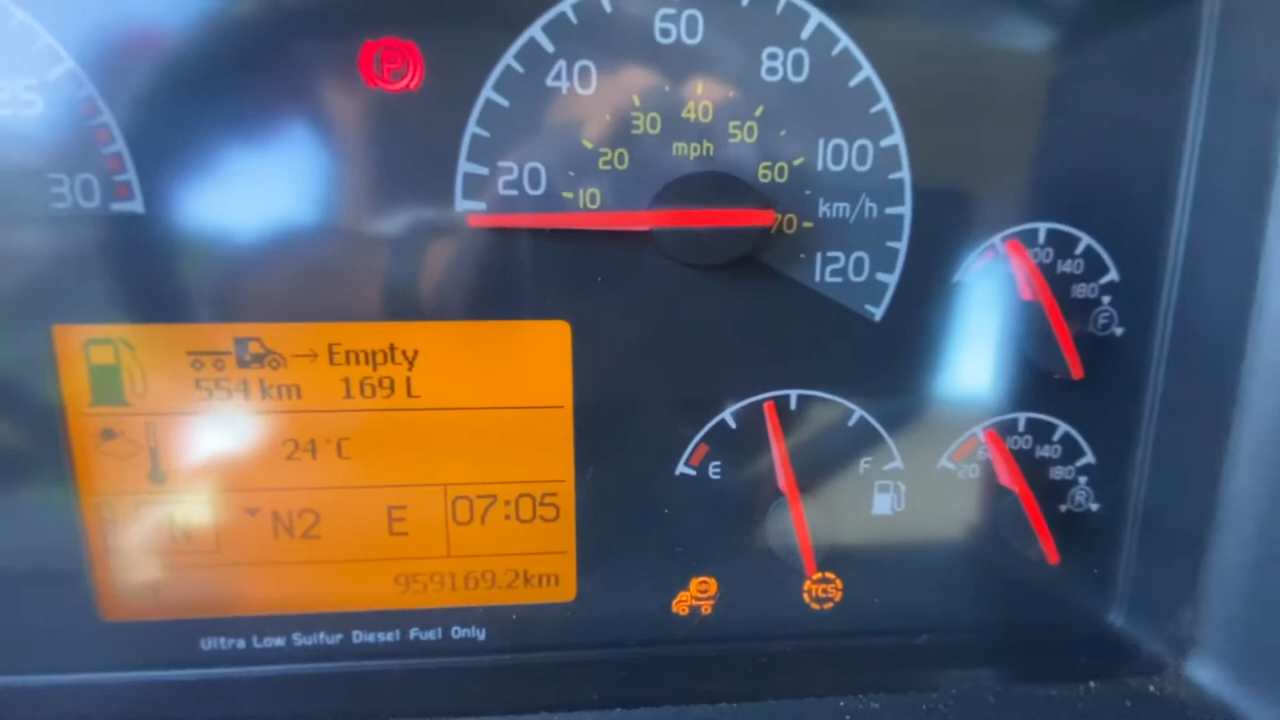 25
30
P
20
40
60
80
100
120
km/h
10
20
30
40
50
60
70
mph
100
140
180
F
→ Empty
554 km 169 L
24°C
N
N2 E 07:05
959169.2km
Ultra Low Sulfur Diesel Fuel Only
E
F
TCS
20
100
140
180
R